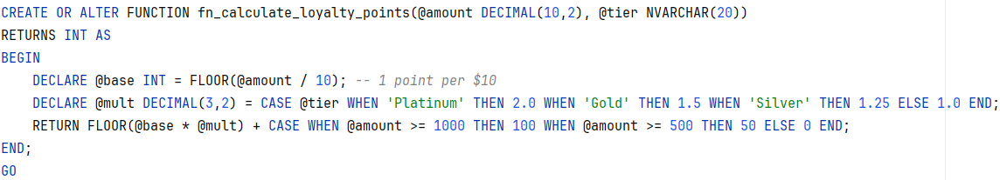 CREATE OR ALTER FUNCTION fn_calculate_loyalty_points(@amount DECIMAL(10,2), @tier NVARCHAR(20))
RETURNS INT AS
BEGIN
    DECLARE @base INT = FLOOR(@amount / 10); -- 1 point per $10
    DECLARE @mult DECIMAL(3,2) = CASE @tier WHEN 'Platinum' THEN 2.0 WHEN 'Gold' THEN 1.5 WHEN 'Silver' THEN 1.25 ELSE 1.0 END;
    RETURN FLOOR(@base * @mult) + CASE WHEN @amount >= 1000 THEN 100 WHEN @amount >= 500 THEN 50 ELSE 0 END;
END;
GO